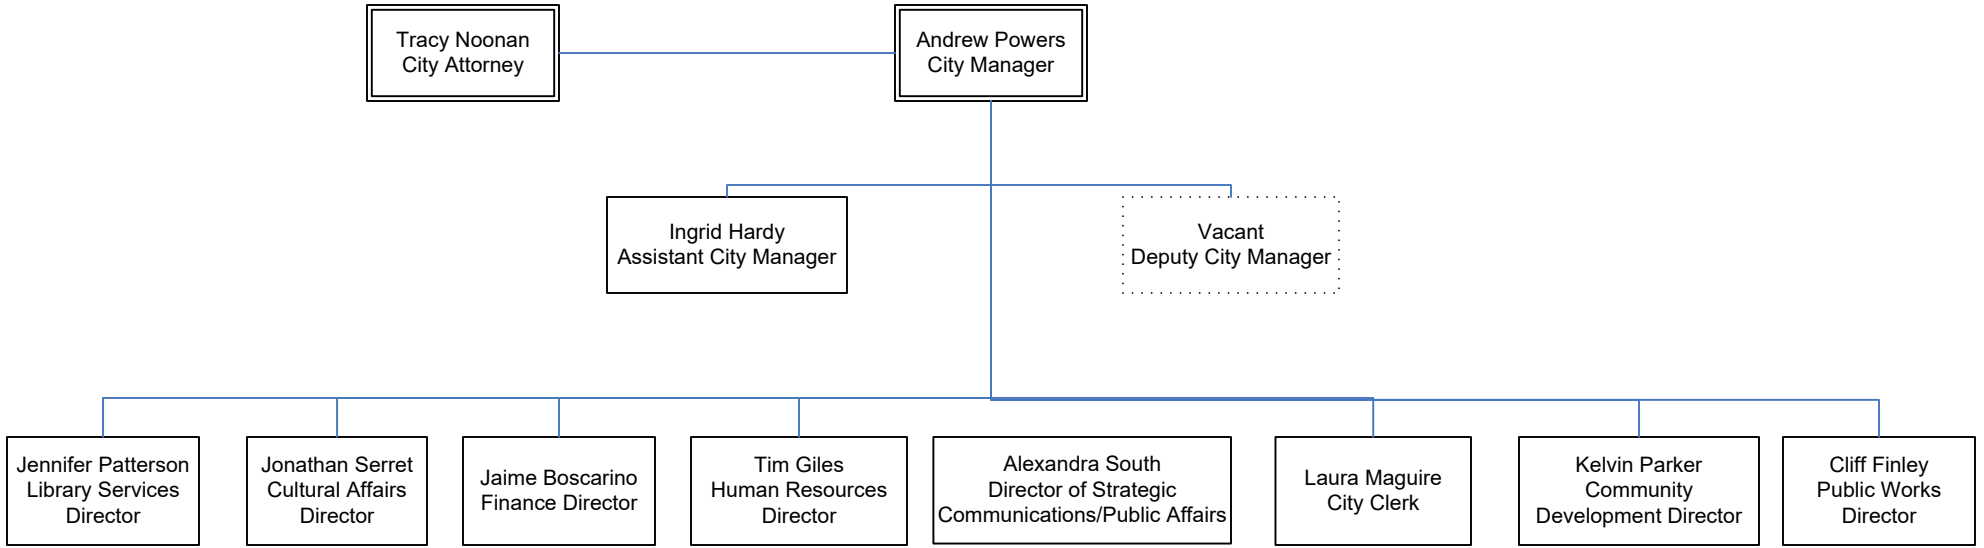 Tracy Noonan
City Attorney
Andrew Powers
City Manager
Ingrid Hardy
Assistant City Manager
Vacant
Deputy City Manager
Jennifer Patterson
Library Services
Director
Jonathan Serret
Cultural Affairs
Director
Jaime Boscarino
Finance Director
Tim Giles
Human Resources
Director
Alexandra South
Director of Strategic
Communications/Public Affairs
Laura Maguire
City Clerk
Kelvin Parker
Community
Development Director
Cliff Finley
Public Works
Director